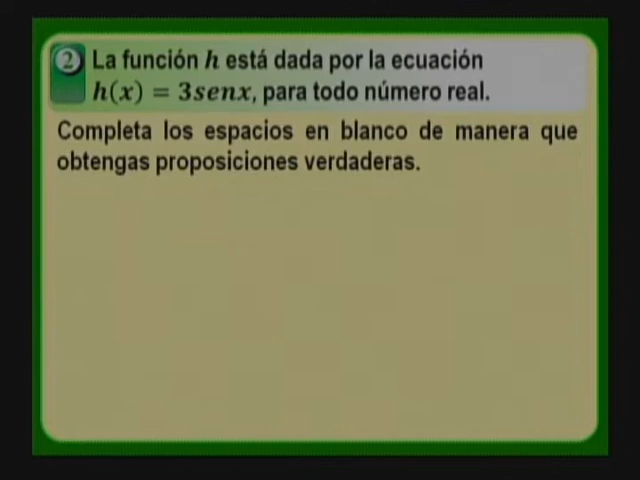 2 La función h está dada por la ecuación
h(x) = 3senx, para todo número real.
Completa los espacios en blanco de manera que
obtengas proposiciones verdaderas.